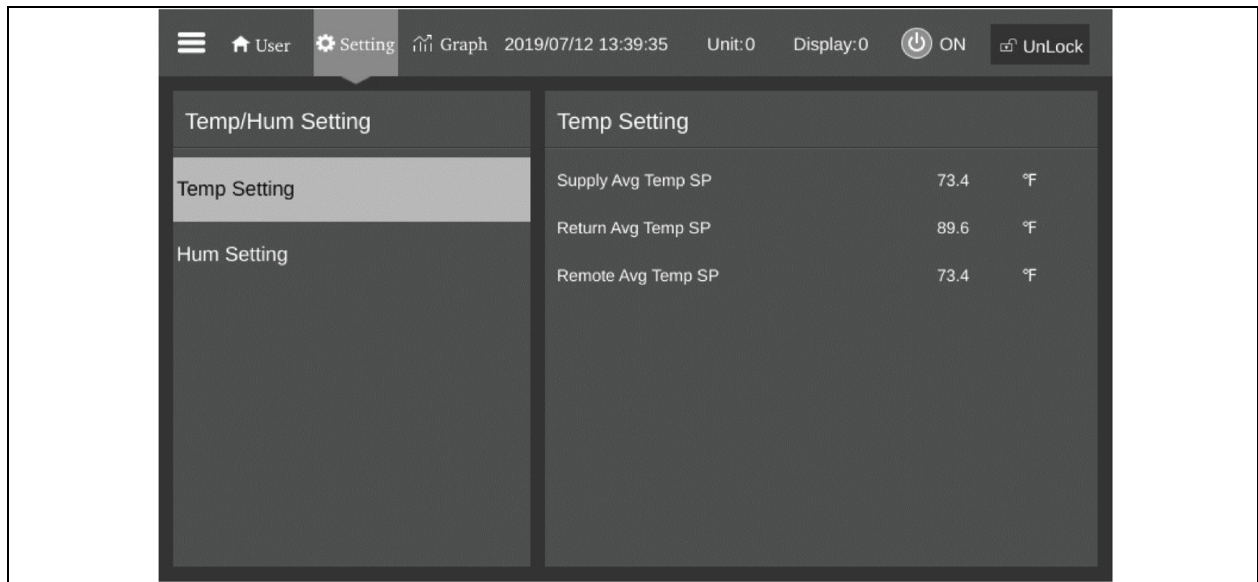 User Setting Graph 2019/07/12 13:39:35 Unit:0 Display:0 ON UnLock
Temp/Hum Setting
Temp Setting
Hum Setting
Temp Setting
Supply Avg Temp SP 73.4 °F
Return Avg Temp SP 89.6 °F
Remote Avg Temp SP 73.4 °F